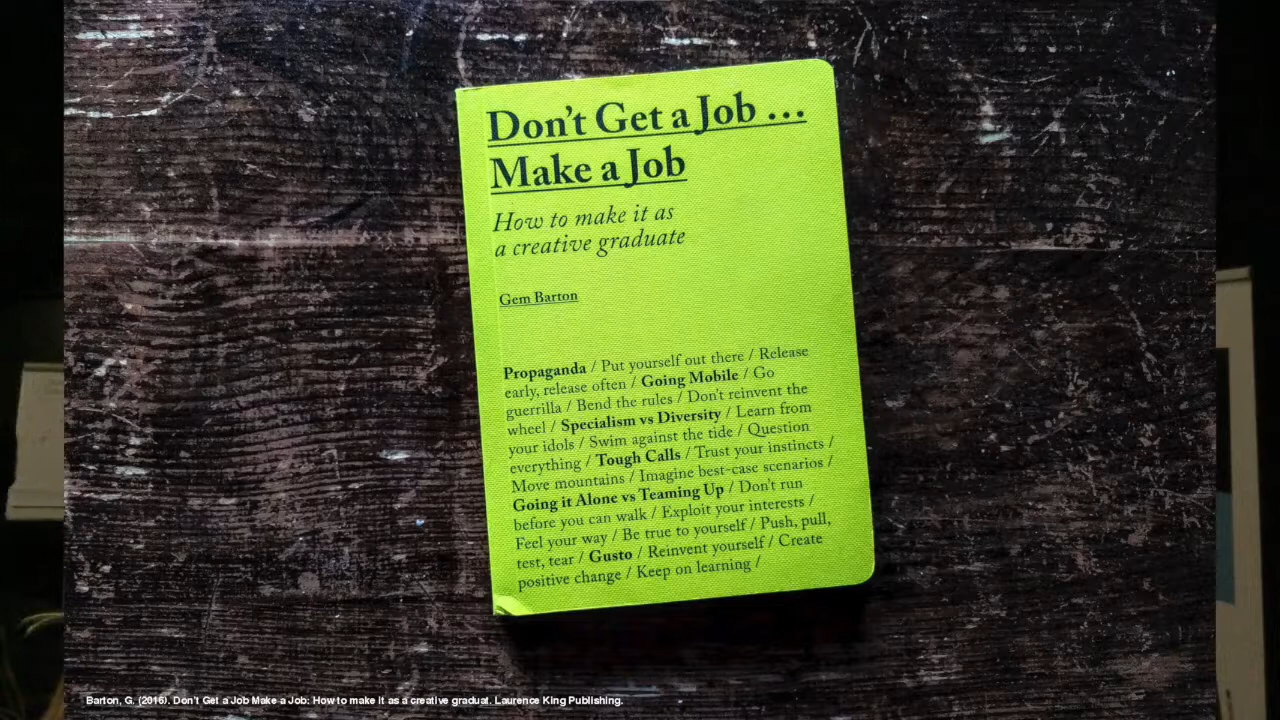 Don't Get a Job ...
Make a Job
How to make it as
a creative graduate
Gem Barton
Propaganda / Put yourself out there / Release
early, release often / Going Mobile / Go
guerrilla / Bend the rules / Don't reinvent the
wheel / Specialism vs Diversity / Learn from
your idols / Swim against the tide / Question
everything / Tough Calls / Trust your instincts /
Move mountains / Imagine best-case scenarios /
Going it Alone vs Teaming Up / Don't run
before you can walk / Exploit your interests /
Feel your way / Be true to yourself / Push, pull,
test, tear / Gusto / Reinvent yourself / Create
positive change / Keep on learning /
Barton, G. (2016). Don't Get a Job Make a Job: How to make it as a creative gradual. Laurence King Publishing.